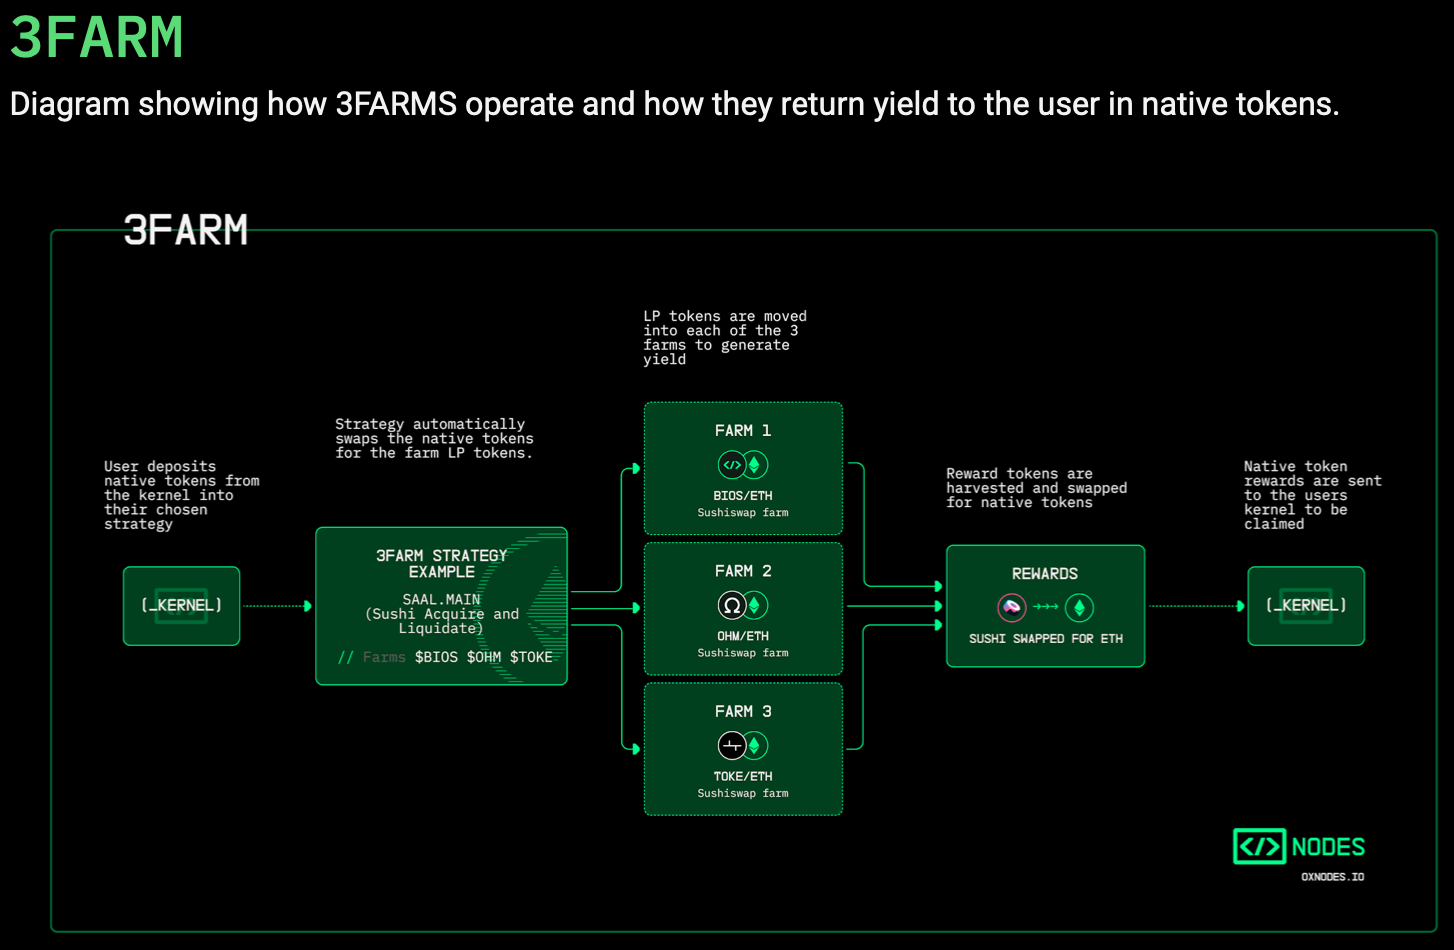 3FARM
Diagram showing how 3FARMS operate and how they return yield to the user in native tokens.
3FARM
User deposits
native tokens from
the kernel into
their chosen
strategy
(_KERNEL)
Strategy automatically
swaps the native tokens
for the farm LP tokens.
3FARM STRATEGY
EXAMPLE
SAAL.MAIN
(Sushi Acquire and
Liquidate)
// Farms $BIOS $OHM $TOKE
LP tokens are moved
into each of the 3
farms to generate
yield
FARM 1
</>
BIOS/ETH
Sushiswap farm
FARM 2
OHM/ETH
Sushiswap farm
FARM 3
TOKE/ETH
Sushiswap farm
Reward tokens are
harvested and swapped
for native tokens
REWARDS
SUSHI SWAPPED FOR ETH
Native token
rewards are sent
to the users
kernel to be
claimed
(_KERNEL)
</> NODES
0XNODES.IO